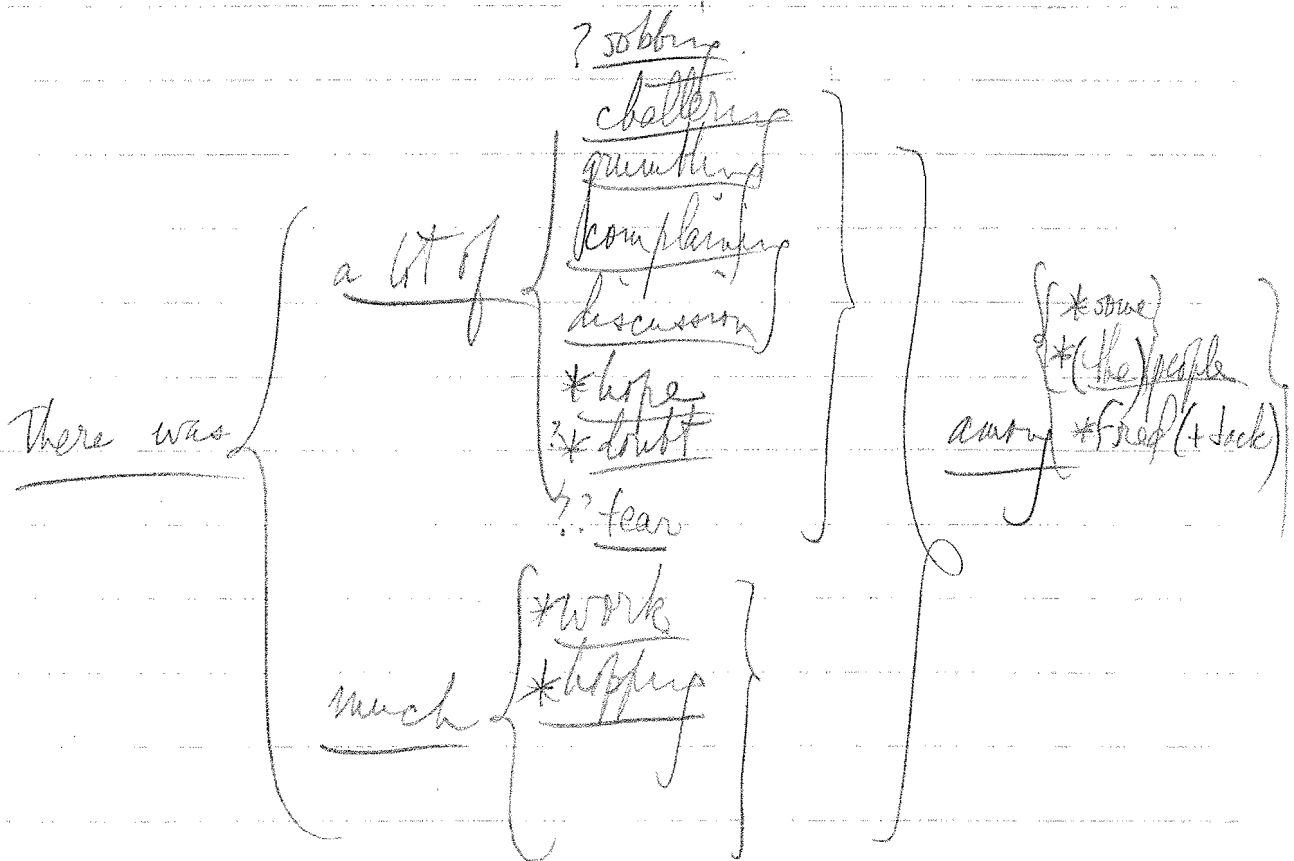 ? sobbing
chattering
grumbling
complaining
discussion
*hope
?*doubt
??fear
a lot of
There was
much
*work
*hopping
among
*some
*(the) people
*Fred (+ Jack)